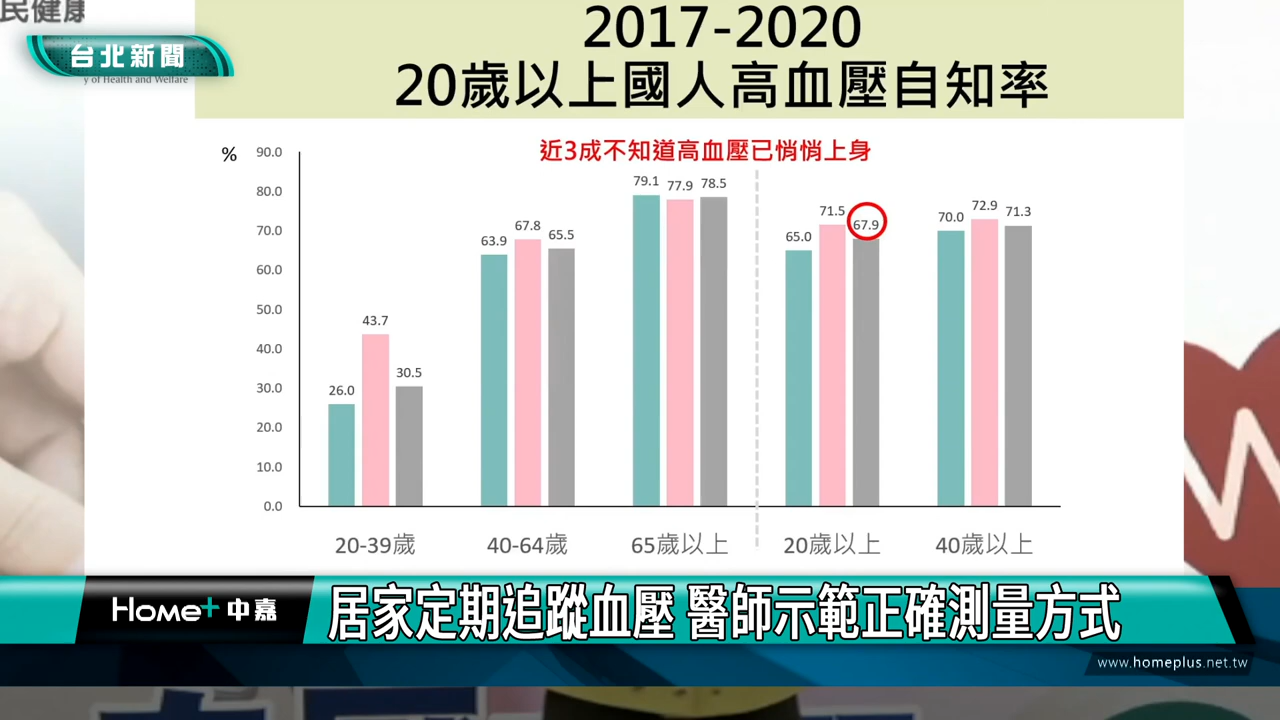 民健康
台北新聞
y of Health and Welfare
2017-2020
20歲以上國人高血壓自知率
近3成不知道高血壓已悄悄上身
%
90.0
80.0
70.0
60.0
50.0
40.0
30.0
20.0
10.0
0.0
26.0 43.7 30.5
63.9 67.8 65.5
79.1 77.9 78.5
65.0 71.5 67.9
70.0 72.9 71.3
20-39歲 40-64歲 65歲以上 20歲以上 40歲以上
Home+ 中嘉
居家定期追蹤血壓 醫師示範正確測量方式
www.homeplus.net.tw